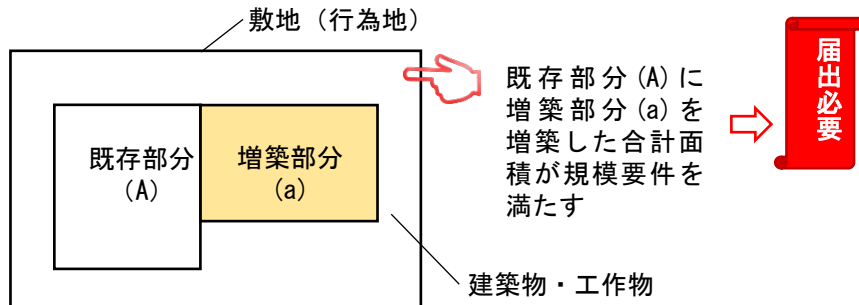 敷地（行為地）
既存部分(A)に
増築部分(a)を
増築した合計面
積が規模要件を
満たす
届出必要
既存部分
(A)
増築部分
(a)
建築物・工作物